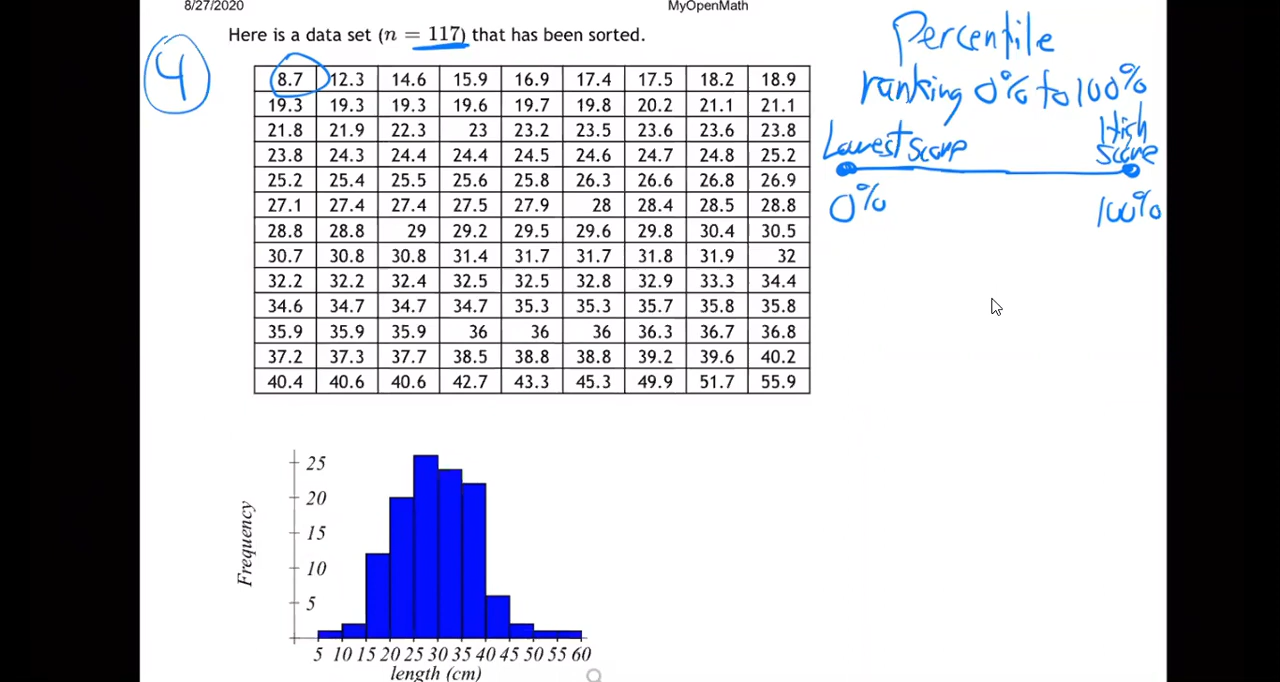 8/27/2020 MyOpenMath
Here is a data set (n = 117) that has been sorted.
4
Percentile
ranking 0% to 100%
Lowest score High score
0% 100%
8.7 12.3 14.6 15.9 16.9 17.4 17.5 18.2 18.9
19.3 19.3 19.3 19.6 19.7 19.8 20.2 21.1 21.1
21.8 21.9 22.3 23 23.2 23.5 23.6 23.6 23.8
23.8 24.3 24.4 24.4 24.5 24.6 24.7 24.8 25.2
25.2 25.4 25.5 25.6 25.8 26.3 26.6 26.8 26.9
27.1 27.4 27.4 27.5 27.9 28 28.4 28.5 28.8
28.8 28.8 29 29.2 29.5 29.6 29.8 30.4 30.5
30.7 30.8 30.8 31.4 31.7 31.7 31.8 31.9 32
32.2 32.2 32.4 32.5 32.5 32.8 32.9 33.3 34.4
34.6 34.7 34.7 34.7 35.3 35.3 35.7 35.8 35.8
35.9 35.9 35.9 36 36 36 36.3 36.7 36.8
37.2 37.3 37.7 38.5 38.8 38.8 39.2 39.6 40.2
40.4 40.6 40.6 42.7 43.3 45.3 49.9 51.7 55.9
25
20
15
10
5
Frequency
5 10 15 20 25 30 35 40 45 50 55 60
length (cm)